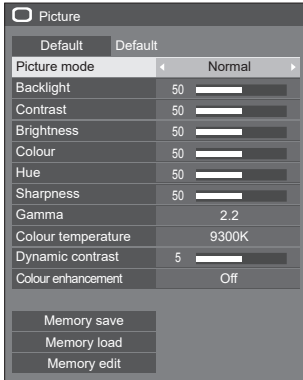 Picture
Default Default
Picture mode Normal
Backlight 50
Contrast 50
Brightness 50
Colour 50
Hue 50
Sharpness 50
Gamma 2.2
Colour temperature 9300K
Dynamic contrast 5
Colour enhancement Off
Memory save
Memory load
Memory edit